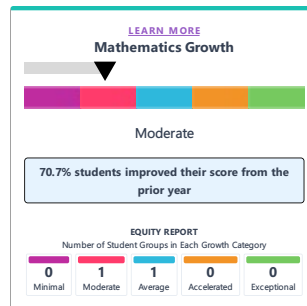 LEARN MORE
Mathematics Growth
Moderate
70.7% students improved their score from the
prior year
EQUITY REPORT
Number of Student Groups in Each Growth Category
0 1 1 0 0
Minimal Moderate Average Accelerated Exceptional